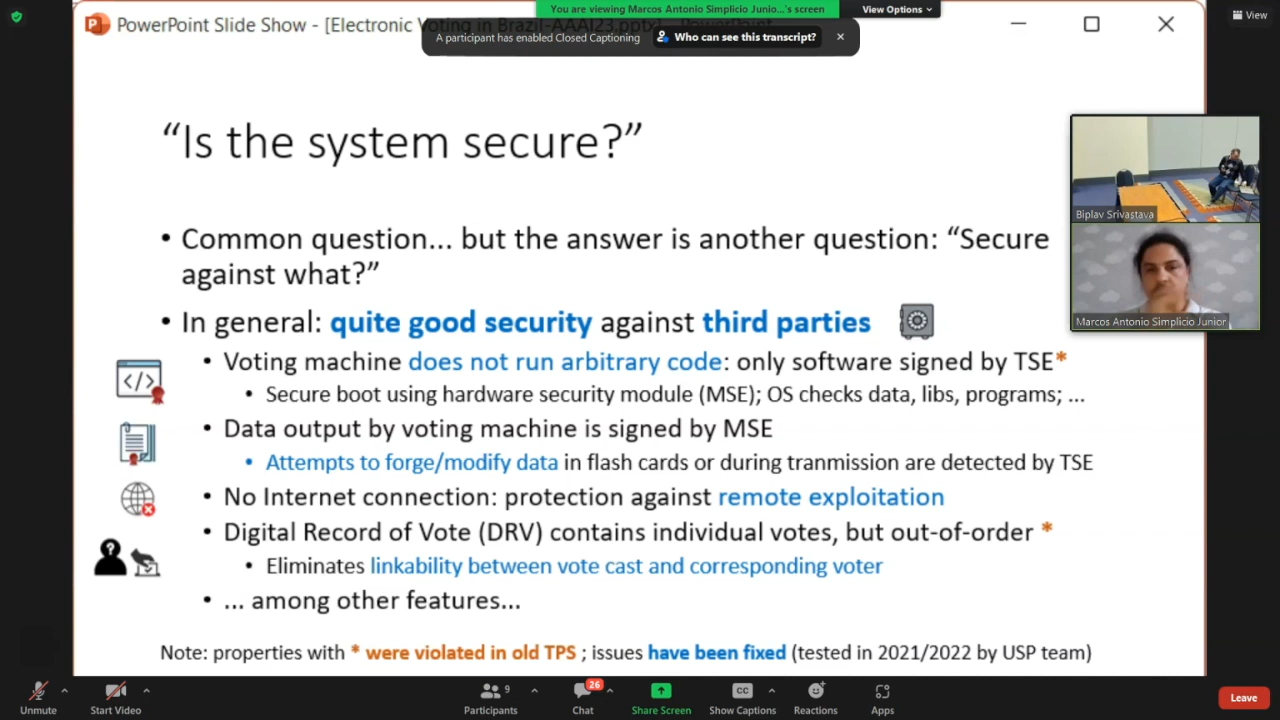 You are viewing Marcos Antonio Simplicio Junio...'s screen
View Options
PowerPoint Slide Show - [Electronic Voting in Brazil-AAAI23.pptx] - PowerPoint
A participant has enabled Closed Captioning
Who can see this transcript?
View
“Is the system secure?”
• Common question... but the answer is another question: “Secure
against what?”
• In general: quite good security against third parties
• Voting machine does not run arbitrary code: only software signed by TSE*
• Secure boot using hardware security module (MSE); OS checks data, libs, programs; ...
• Data output by voting machine is signed by MSE
• Attempts to forge/modify data in flash cards or during tranmission are detected by TSE
• No Internet connection: protection against remote exploitation
• Digital Record of Vote (DRV) contains individual votes, but out-of-order *
• Eliminates linkability between vote cast and corresponding voter
• ... among other features...
Note: properties with * were violated in old TPS ; issues have been fixed (tested in 2021/2022 by USP team)
Biplav Srivastava
Marcos Antonio Simplicio Junior
Unmute
Start Video
Participants
9
Chat
26
Share Screen
CC
Show Captions
Reactions
Apps
Leave